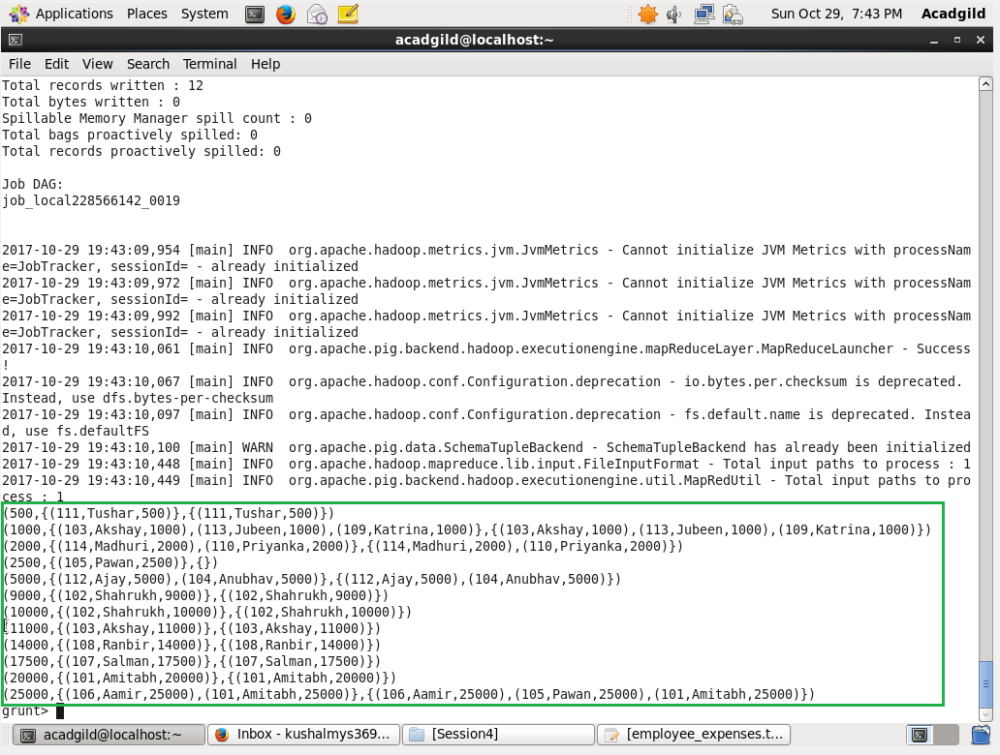 Applications Places System Sun Oct 29, 7:43 PM Acadgild
acadgild@localhost:~
File Edit View Search Terminal Help
Total records written : 12
Total bytes written : 0
Spillable Memory Manager spill count : 0
Total bags proactively spilled: 0
Total records proactively spilled: 0
Job DAG:
job_local228566142_0019
2017-10-29 19:43:09,954 [main] INFO  org.apache.hadoop.metrics.jvm.JvmMetrics - Cannot initialize JVM Metrics with processNam
e=JobTracker, sessionId= - already initialized
2017-10-29 19:43:09,972 [main] INFO  org.apache.hadoop.metrics.jvm.JvmMetrics - Cannot initialize JVM Metrics with processNam
e=JobTracker, sessionId= - already initialized
2017-10-29 19:43:09,992 [main] INFO  org.apache.hadoop.metrics.jvm.JvmMetrics - Cannot initialize JVM Metrics with processNam
e=JobTracker, sessionId= - already initialized
2017-10-29 19:43:10,061 [main] INFO  org.apache.pig.backend.hadoop.executionengine.mapReduceLayer.MapReduceLauncher - Success
!
2017-10-29 19:43:10,067 [main] INFO  org.apache.hadoop.conf.Configuration.deprecation - io.bytes.per.checksum is deprecated.
Instead, use dfs.bytes-per-checksum
2017-10-29 19:43:10,097 [main] INFO  org.apache.hadoop.conf.Configuration.deprecation - fs.default.name is deprecated. Instea
d, use fs.defaultFS
2017-10-29 19:43:10,100 [main] WARN  org.apache.pig.data.SchemaTupleBackend - SchemaTupleBackend has already been initialized
2017-10-29 19:43:10,448 [main] INFO  org.apache.hadoop.mapreduce.lib.input.FileInputFormat - Total input paths to process : 1
2017-10-29 19:43:10,449 [main] INFO  org.apache.pig.backend.hadoop.executionengine.util.MapRedUtil - Total input paths to pro
cess : 1
(500,{(111,Tushar,500)},{(111,Tushar,500)})
(1000,{(103,Akshay,1000),(113,Jubeen,1000),(109,Katrina,1000)},{(103,Akshay,1000),(113,Jubeen,1000),(109,Katrina,1000)})
(2000,{(114,Madhuri,2000),(110,Priyanka,2000)},{(114,Madhuri,2000),(110,Priyanka,2000)})
(2500,{(105,Pawan,2500)},{})
(5000,{(112,Ajay,5000),(104,Anubhav,5000)},{(112,Ajay,5000),(104,Anubhav,5000)})
(9000,{(102,Shahrukh,9000)},{(102,Shahrukh,9000)})
(10000,{(102,Shahrukh,10000)},{(102,Shahrukh,10000)})
(11000,{(103,Akshay,11000)},{(103,Akshay,11000)})
(14000,{(108,Ranbir,14000)},{(108,Ranbir,14000)})
(17500,{(107,Salman,17500)},{(107,Salman,17500)})
(20000,{(101,Amitabh,20000)},{(101,Amitabh,20000)})
(25000,{(106,Aamir,25000),(101,Amitabh,25000)},{(106,Aamir,25000),(105,Pawan,25000),(101,Amitabh,25000)})
grunt>
acadgild@localhost:~ Inbox - kushalmys369... [Session4] [employee_expenses.t...